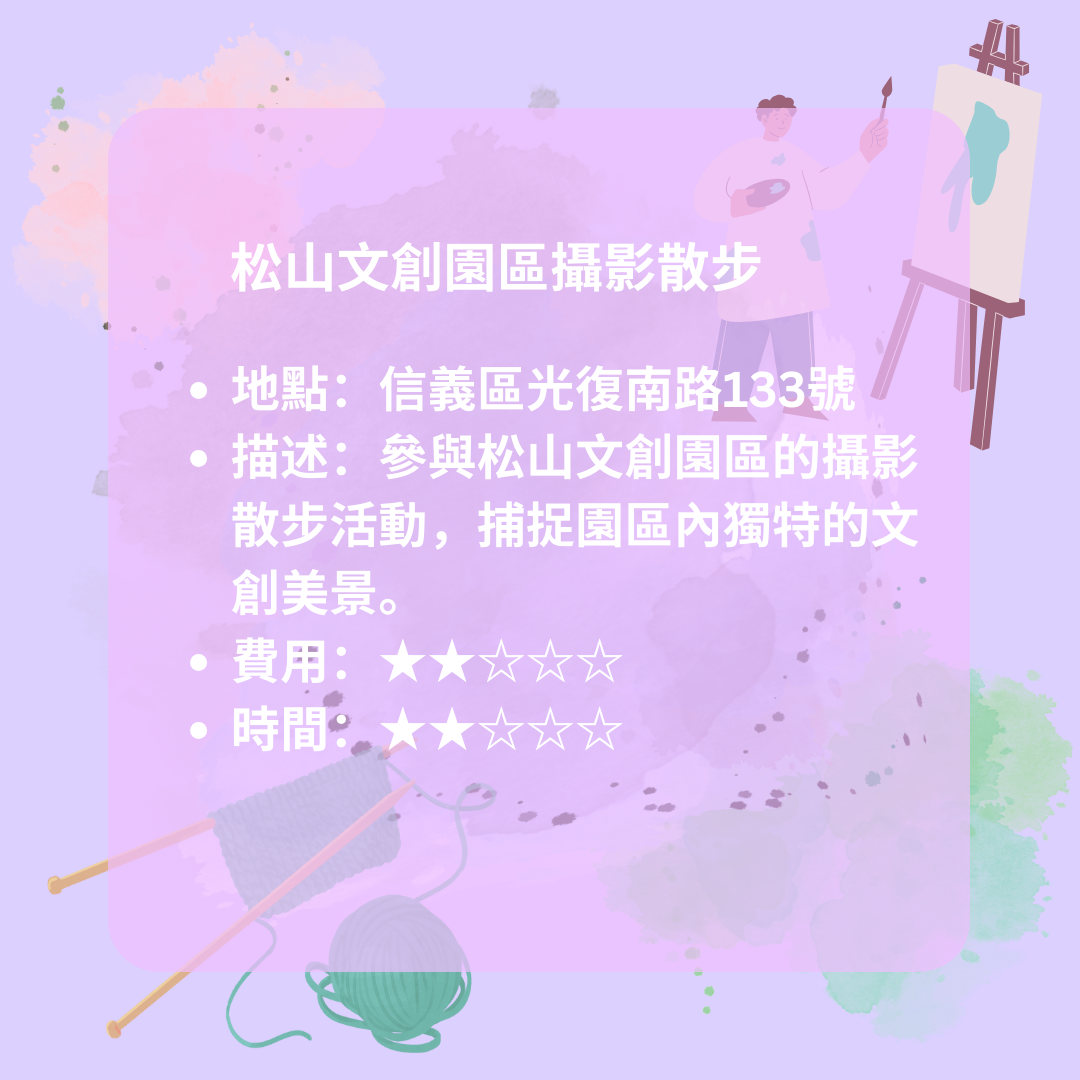 松山文創園區攝影散步
• 地點：信義區光復南路133號
• 描述：參與松山文創園區的攝影
散步活動，捕捉園區內獨特的文
創美景。
• 費用：★★☆☆☆
• 時間：★★☆☆☆